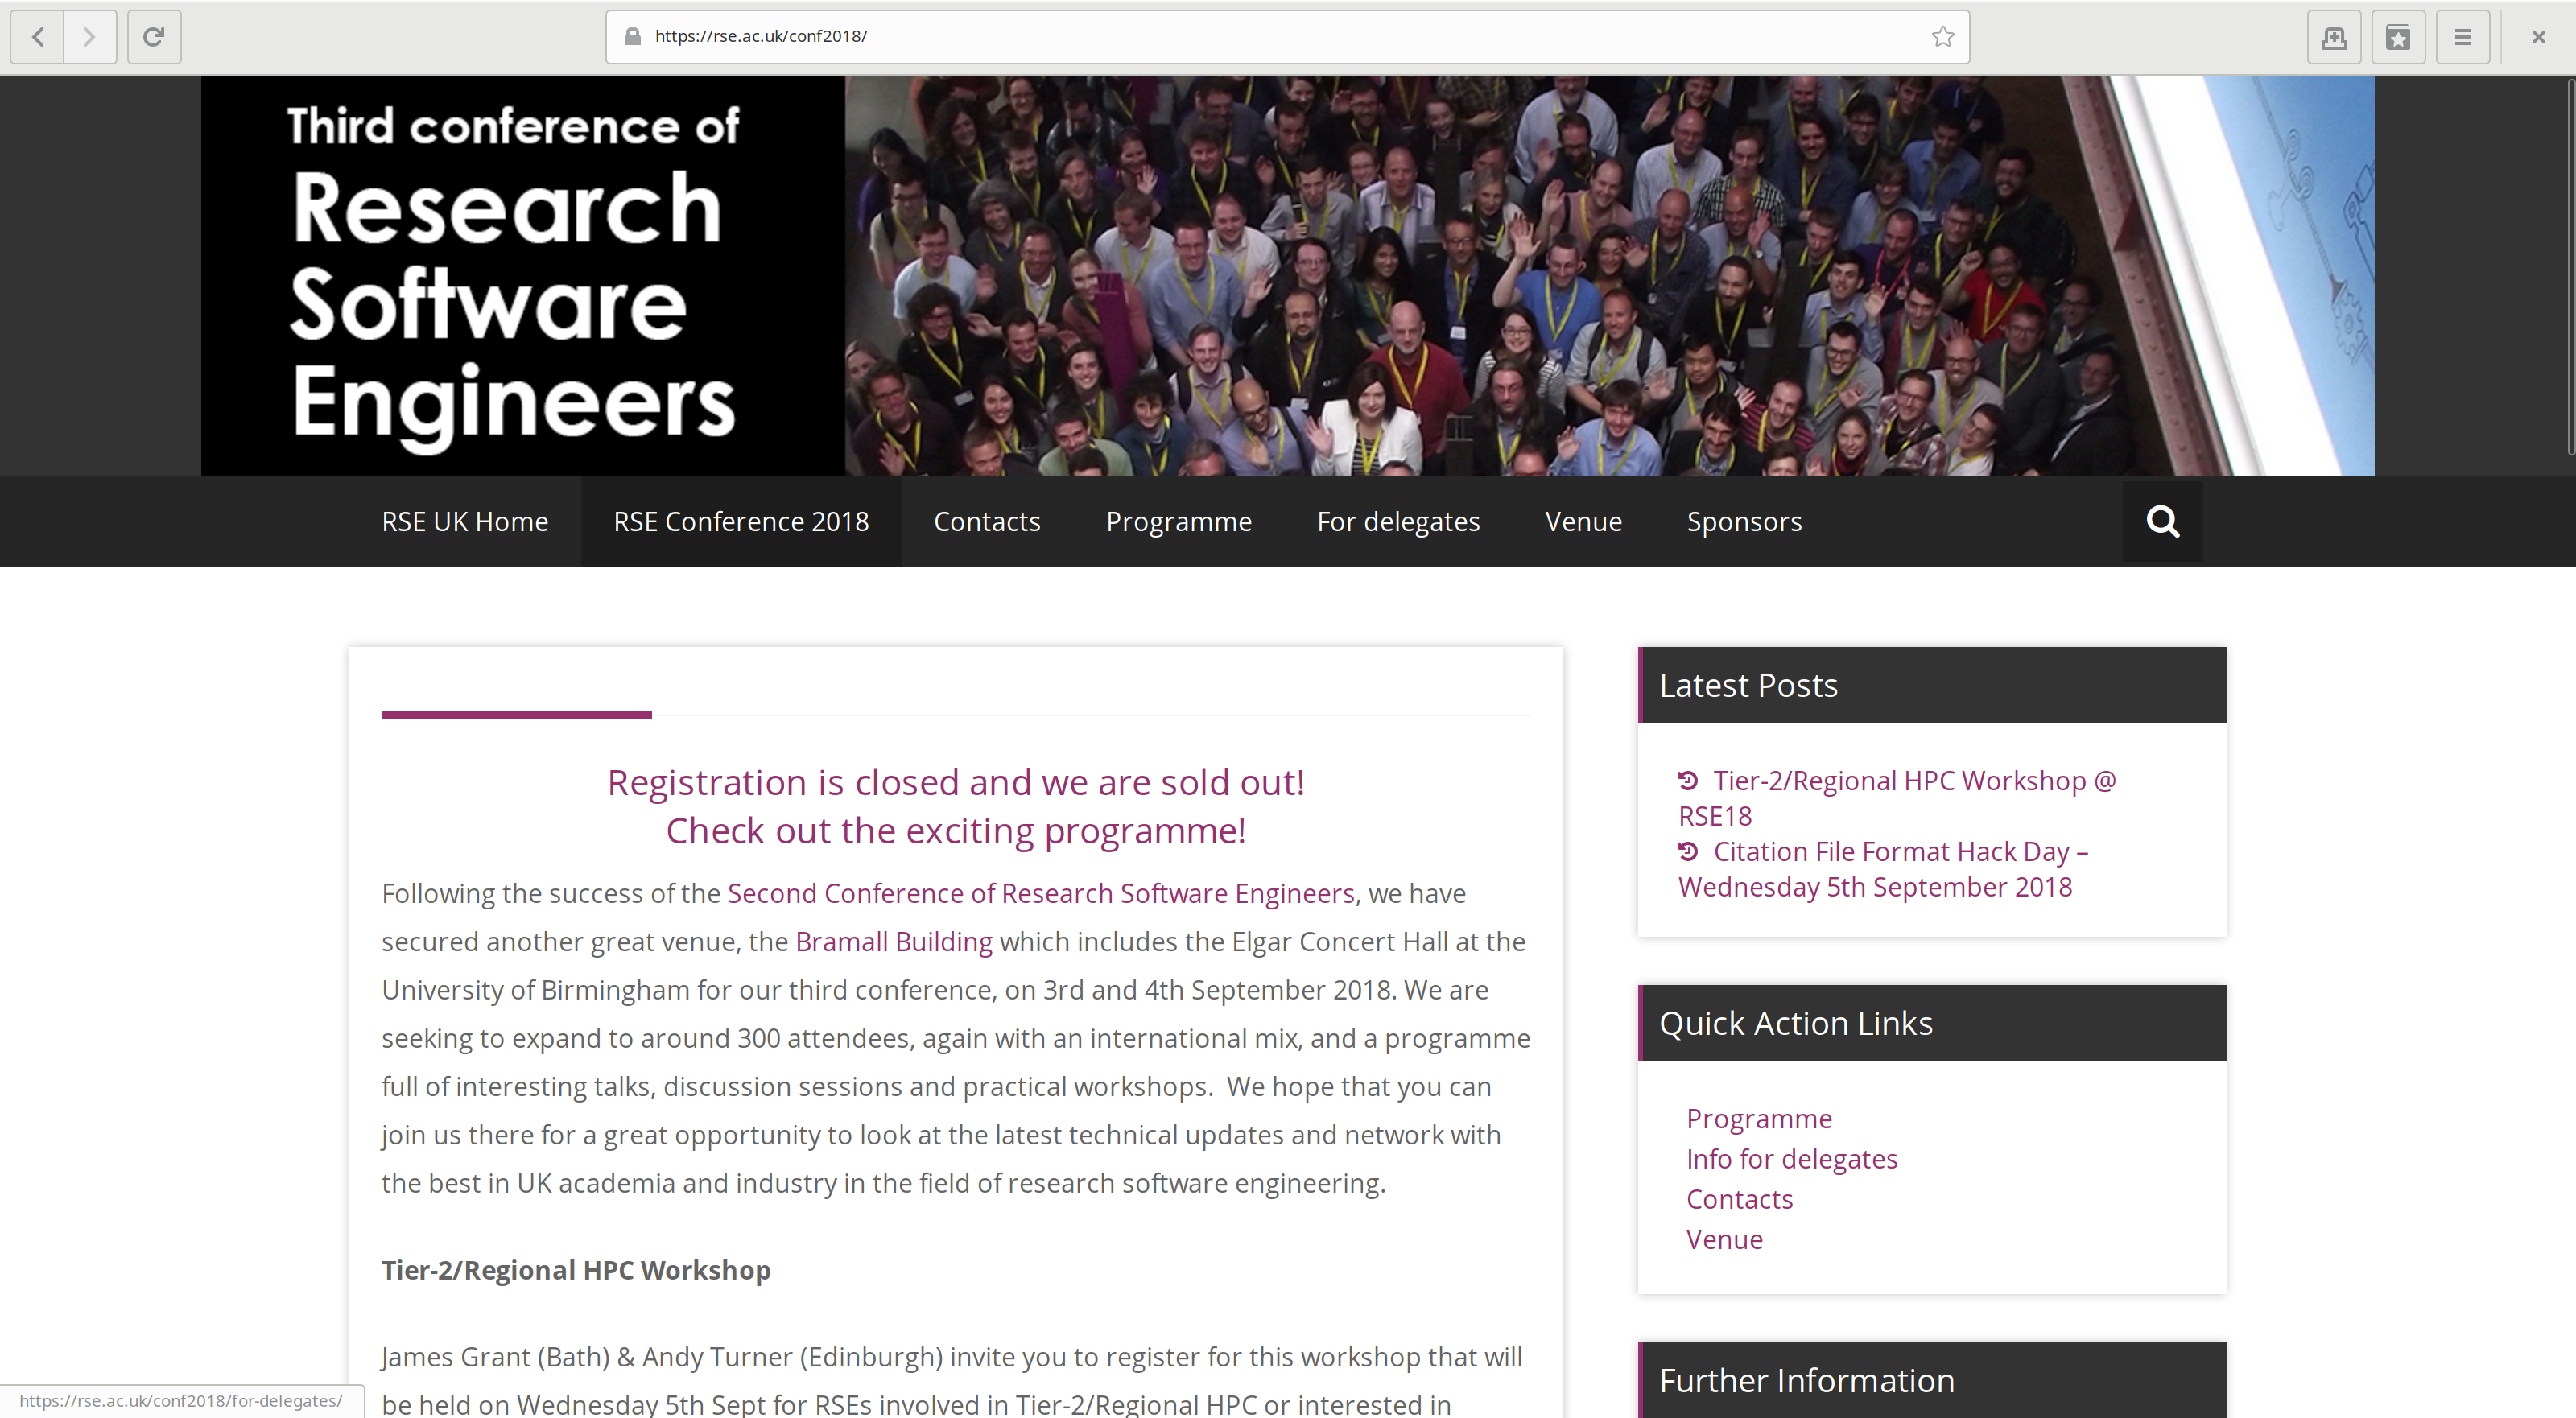 https://rse.ac.uk/conf2018/
Third conference of
Research
Software
Engineers
RSE UK Home
RSE Conference 2018
Contacts
Programme
For delegates
Venue
Sponsors
Registration is closed and we are sold out!
Check out the exciting programme!
Following the success of the Second Conference of Research Software Engineers, we have
secured another great venue, the Bramall Building which includes the Elgar Concert Hall at the
University of Birmingham for our third conference, on 3rd and 4th September 2018. We are
seeking to expand to around 300 attendees, again with an international mix, and a programme
full of interesting talks, discussion sessions and practical workshops.  We hope that you can
join us there for a great opportunity to look at the latest technical updates and network with
the best in UK academia and industry in the field of research software engineering.
Tier-2/Regional HPC Workshop
James Grant (Bath) & Andy Turner (Edinburgh) invite you to register for this workshop that will
be held on Wednesday 5th Sept for RSEs involved in Tier-2/Regional HPC or interested in
Latest Posts
Tier-2/Regional HPC Workshop @
RSE18
Citation File Format Hack Day –
Wednesday 5th September 2018
Quick Action Links
Programme
Info for delegates
Contacts
Venue
Further Information
https://rse.ac.uk/conf2018/for-delegates/